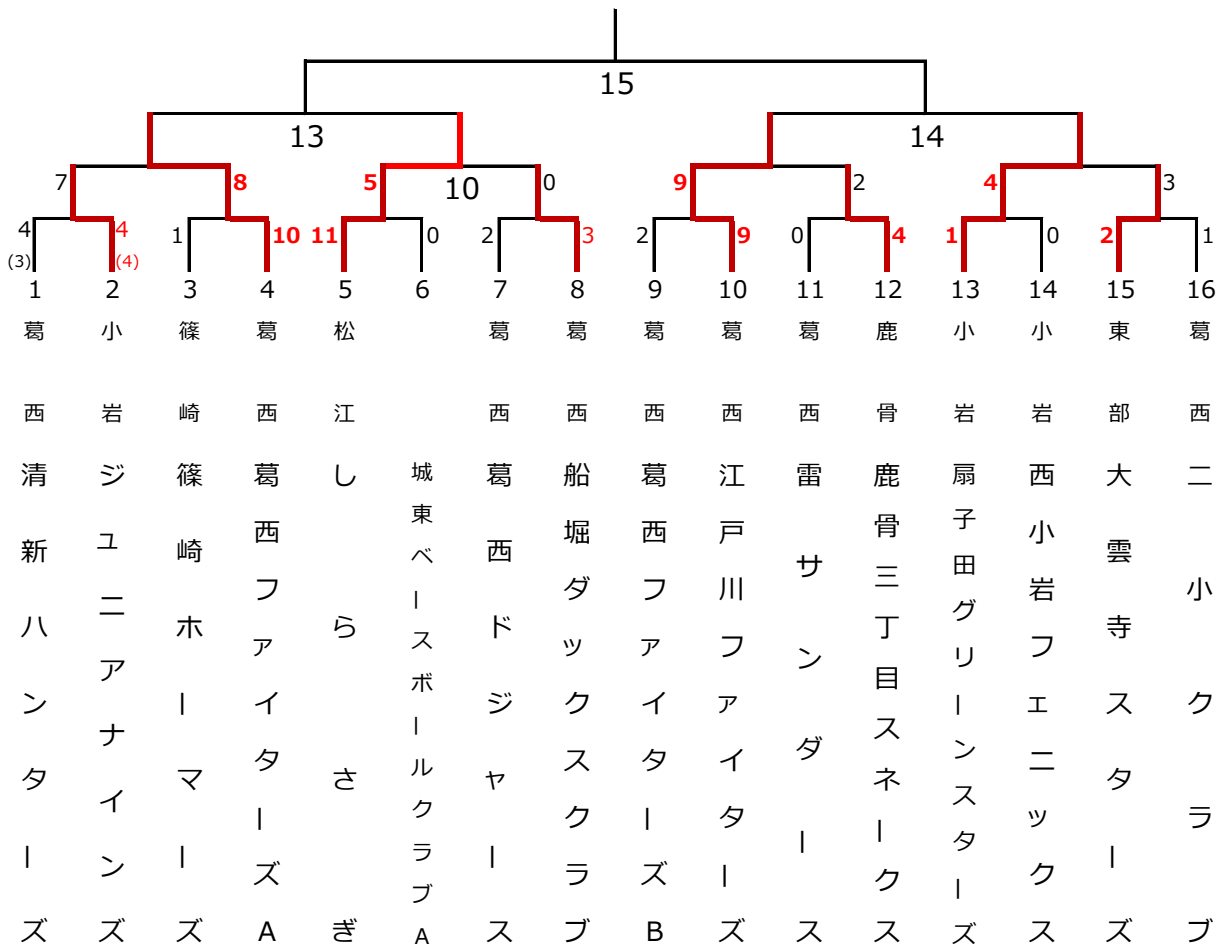 15
13 14
7 8 5 10 0 9 2 4 3
4 4 1 10 11 0 2 3 2 9 0 4 1 0 2 1
(3) (4)
1 2 3 4 5 6 7 8 9 10 11 12 13 14 15 16
葛西 清新ハンターズ
小岩 ジュニアナインズ
篠崎 篠崎ホーマーズ
葛西 葛西ファイターズA
松江 しらさぎ
城東ベースボールクラブA
葛西 葛西ドジャース
葛西 船堀ダックスクラブ
葛西 葛西ファイターズB
葛西 江戸川ファイターズ
葛西 雷サンダース
鹿骨 鹿骨三丁目スネークス
小岩 扇子田グリーンスターズ
小岩 西小岩フェニックス
東部 大雲寺スターズ
葛西 二小クラブ